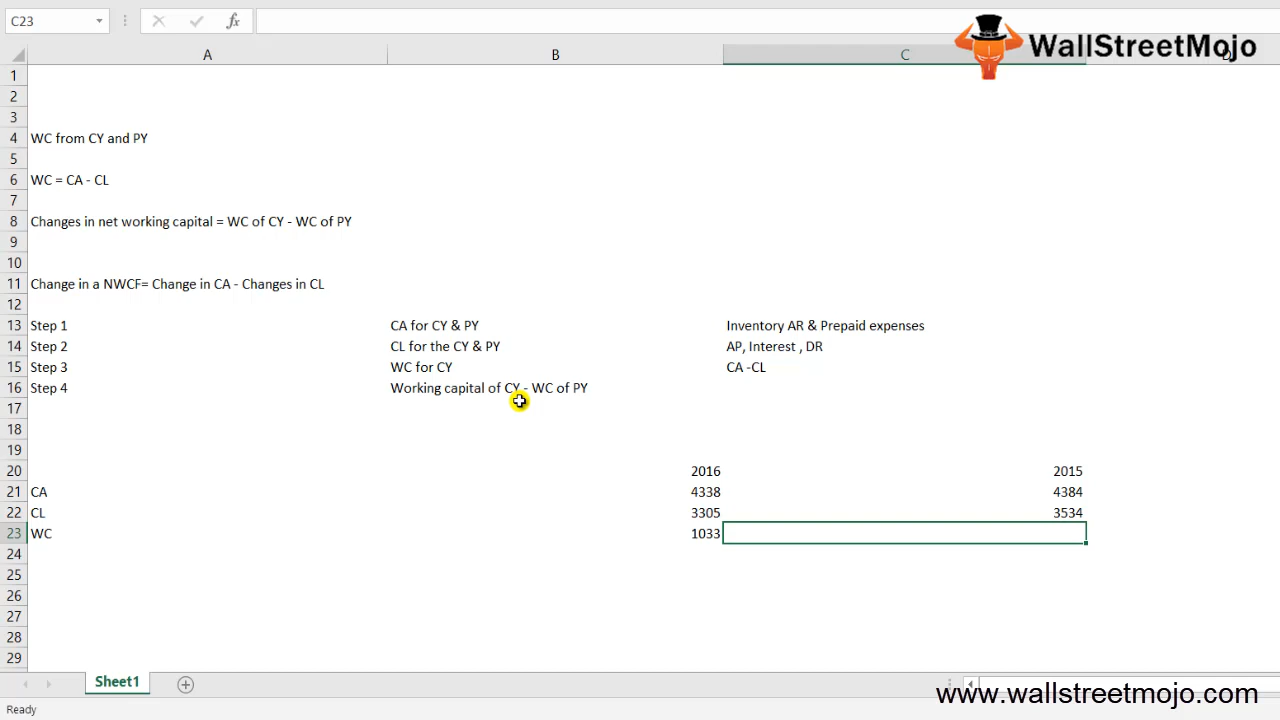 C23
fx
WallStreetMojo
A B C D
1
2
3
4 WC from CY and PY
5
6 WC = CA - CL
7
8 Changes in net working capital = WC of CY - WC of PY
9
10
11 Change in a NWCF= Change in CA - Changes in CL
12
13 Step 1 CA for CY & PY Inventory AR & Prepaid expenses
14 Step 2 CL for the CY & PY AP, Interest , DR
15 Step 3 WC for CY CA -CL
16 Step 4 Working capital of CY - WC of PY
17
18
19
20 2016 2015
21 CA 4338 4384
22 CL 3305 3534
23 WC 1033
24
25
26
27
28
29
Sheet1
www.wallstreetmojo.com
Ready